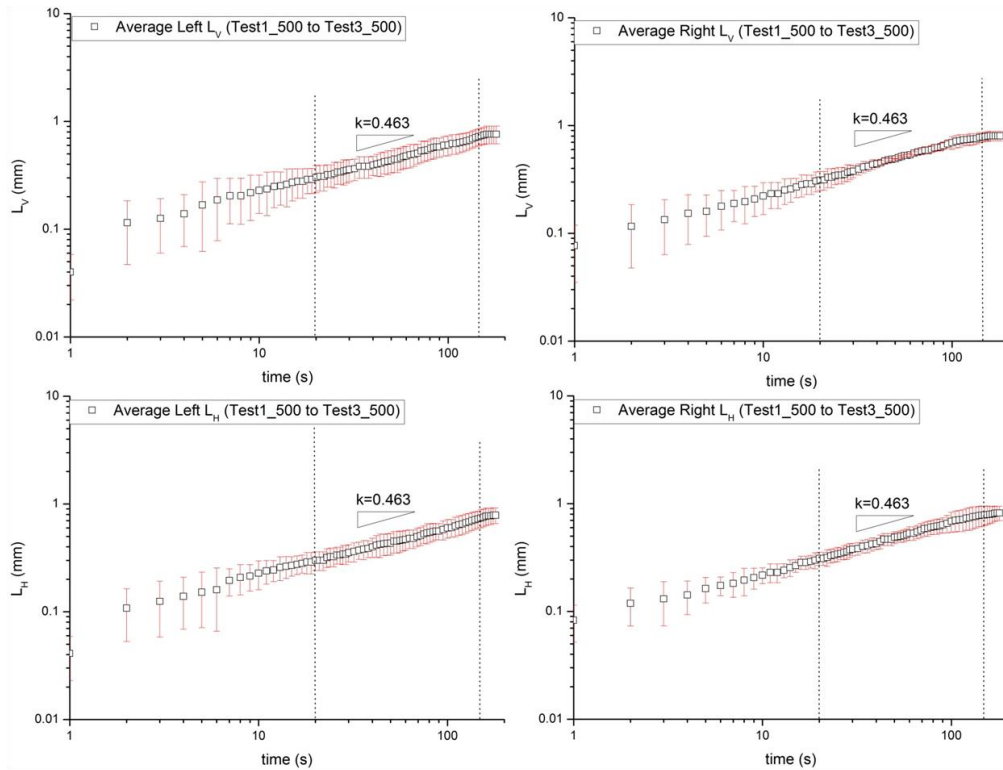 Average Left L_V (Test1_500 to Test3_500)
10
1
0.1
0.01
L_V (mm)
k=0.463
1
10
100
time (s)
Average Right L_V (Test1_500 to Test3_500)
10
1
0.1
0.01
L_V (mm)
k=0.463
1
10
100
time (s)
Average Left L_H (Test1_500 to Test3_500)
10
1
0.1
0.01
L_H (mm)
k=0.463
1
10
100
time (s)
Average Right L_H (Test1_500 to Test3_500)
10
1
0.1
0.01
L_H (mm)
k=0.463
1
10
100
time (s)